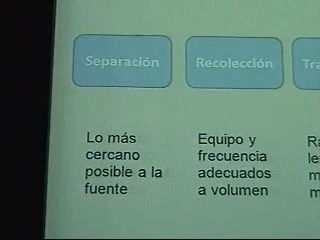 Separación
Recolección
Lo más
cercano
posible a la
fuente
Equipo y
frecuencia
adecuados
a volumen